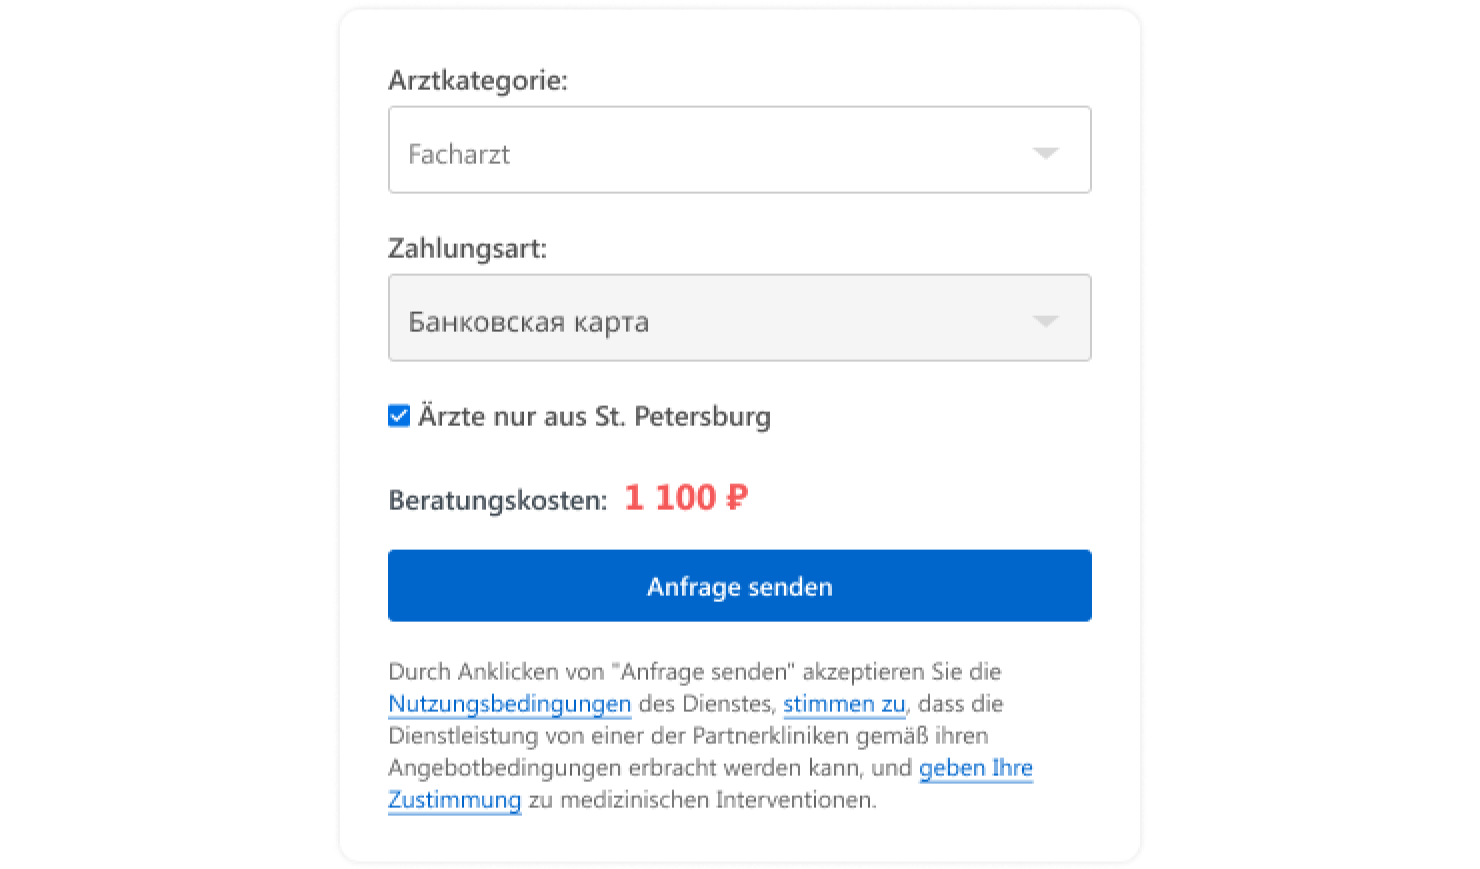 Arztkategorie:
Facharzt
Zahlungsart:
Банковская карта
Ärzte nur aus St. Petersburg
Beratungskosten: 1 100 ₽
Anfrage senden
Durch Anklicken von "Anfrage senden" akzeptieren Sie die
Nutzungsbedingungen des Dienstes, stimmen zu, dass die
Dienstleistung von einer der Partnerkliniken gemäß ihren
Angebotbedingungen erbracht werden kann, und geben Ihre
Zustimmung zu medizinischen Interventionen.